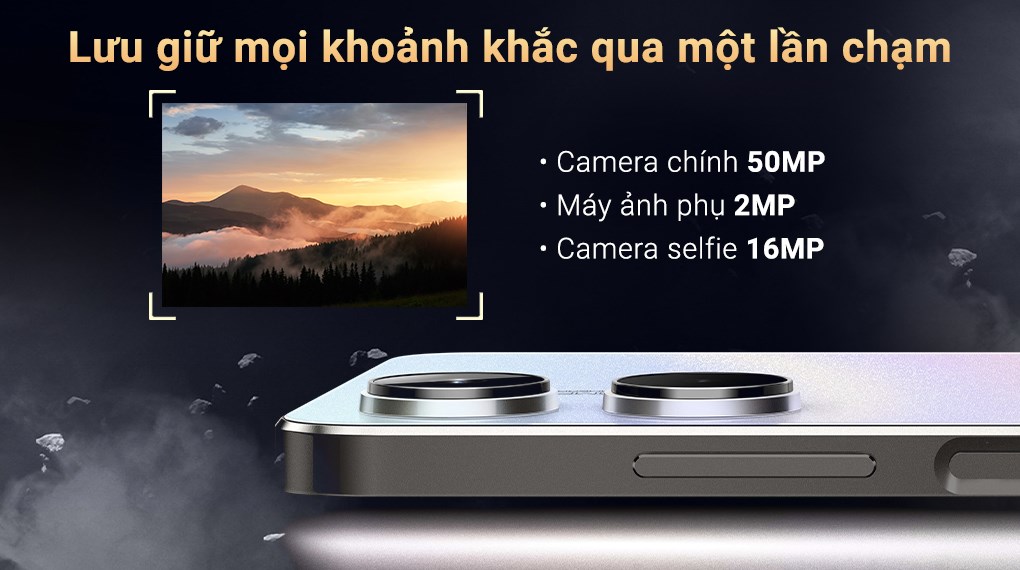 Lưu giữ mọi khoảnh khắc qua một lần chạm
• Camera chính 50MP
• Máy ảnh phụ 2MP
• Camera selfie 16MP